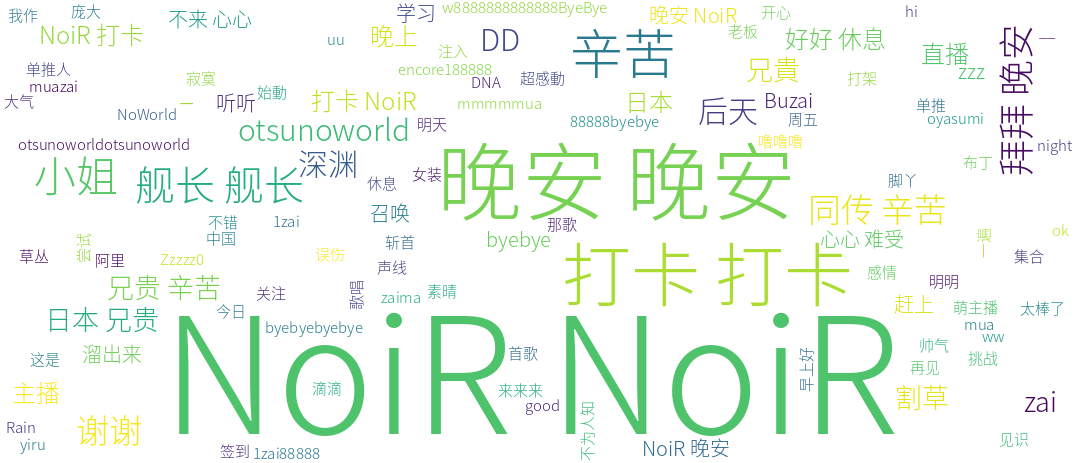 我作
庞大
不来 心心
学习
w8888888888888ByeBye
晚安 NoiR
开心
hi
NoiR 打卡
uu
晚上
注入
DD
辛苦
老板
好好 休息
直播
拜拜 晚安
一
单推人
muazai
寂寞
encore188888
DNA
超感動
兄貴
打架
zzz
大气
一
听听
始動
打卡 NoiR
mmmmmua
日本
后天
Buzai
单推
NoWorld
otsunoworld
明天
88888byebye
周五
oyasumi
otsunoworldotsunoworld
深渊
噜噜噜
night
小姐
舰长 舰长
休息
女装
晚安 晚安
脚丫
布丁
不错
1zai
召唤
那歌
同传 辛苦
中国
byebye
心心 难受
ok
草丛
阿里
Zzzzz0
误伤
斩首
声线
打卡 打卡
感情
一
集合
兄贵 辛苦
关注
歌唱
zaima
素晴
明明
日本 兄贵
今日
byebyebyebye
赶上
萌主播
太棒了
mua
ww
这是
溜出来
NoiR NoiR
首歌
早上好
帅气
挑战
再见
主播
滴滴
来来来
割草
zai
good
不为人知
Rain
谢谢
yiru
签到
1zai88888
NoiR 晚安
见识